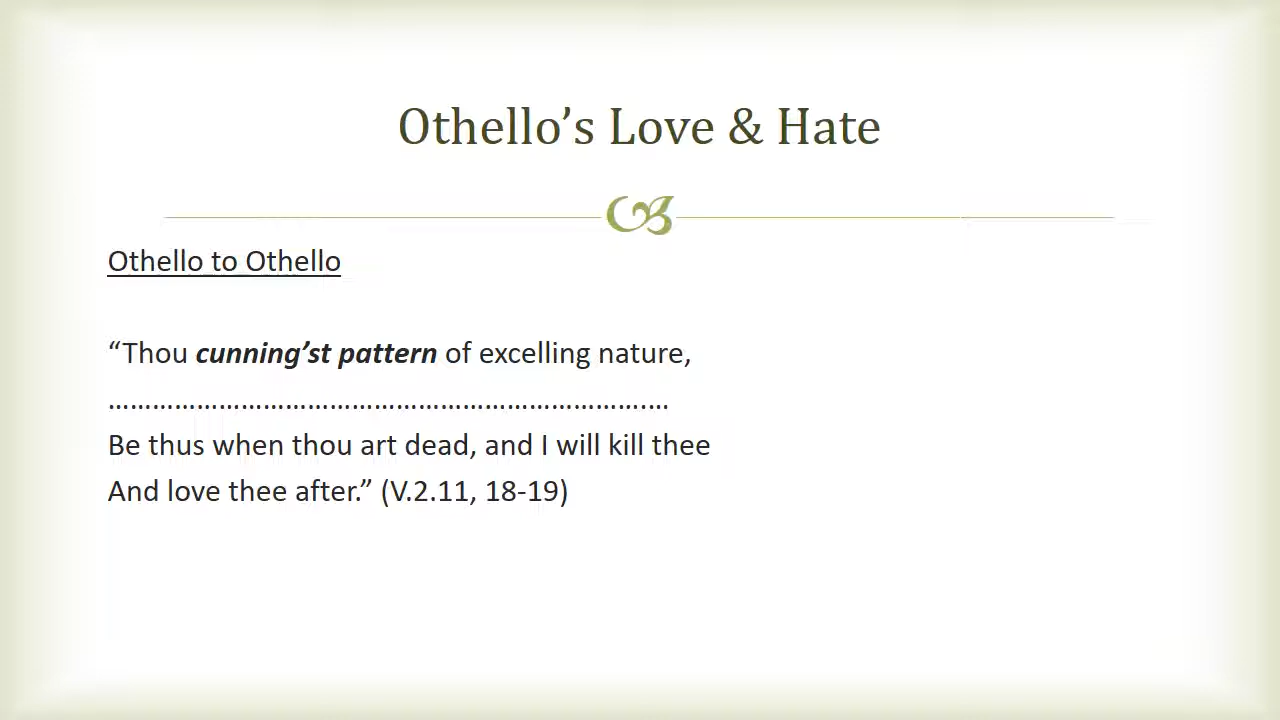 Othello’s Love & Hate
Othello to Othello
“Thou cunning’st pattern of excelling nature,
……………………………………………………………….…
Be thus when thou art dead, and I will kill thee
And love thee after.” (V.2.11, 18-19)